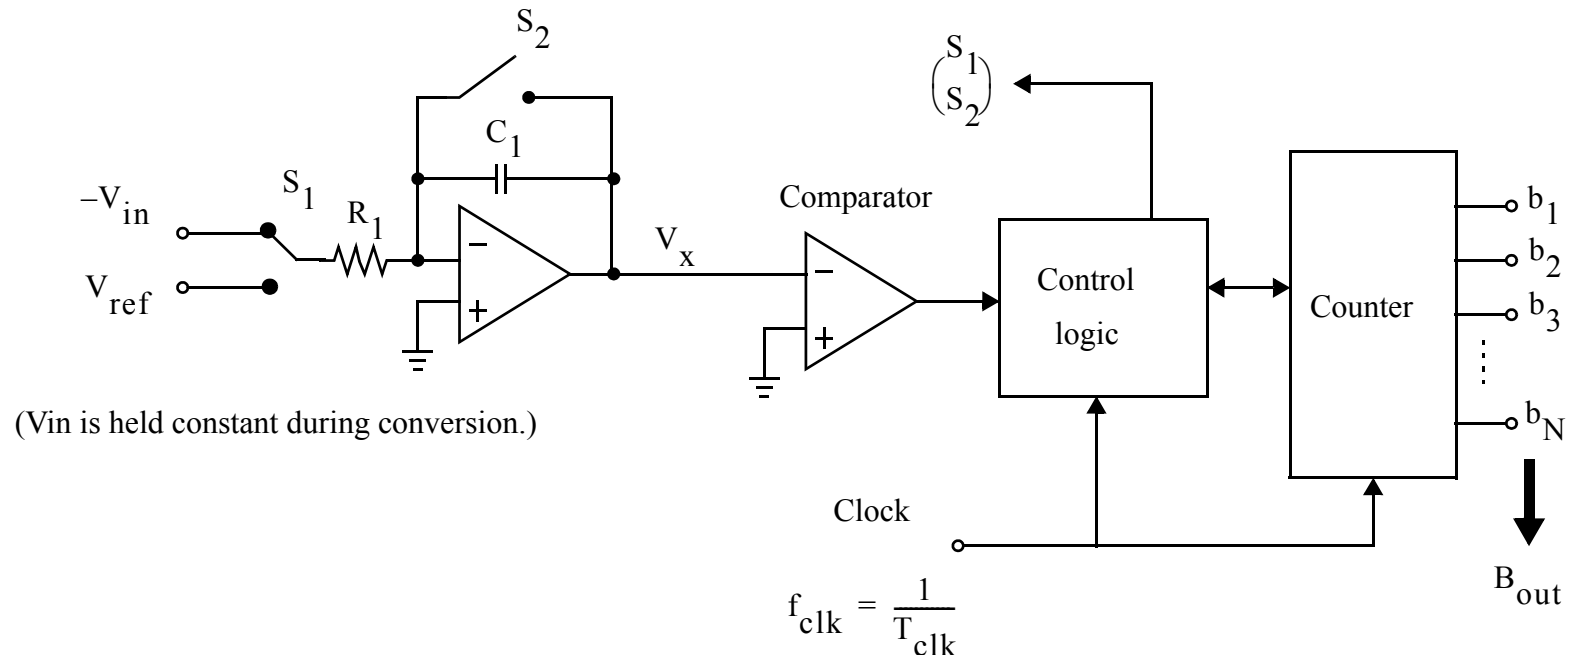 S2
C1
S1
–Vin
R1
Vref
−
+
Vx
Comparator
−
+
(S1
S2)
Control
logic
Counter
b1
b2
b3
bN
Bout
(Vin is held constant during conversion.)
Clock
fclk = 1/Tclk